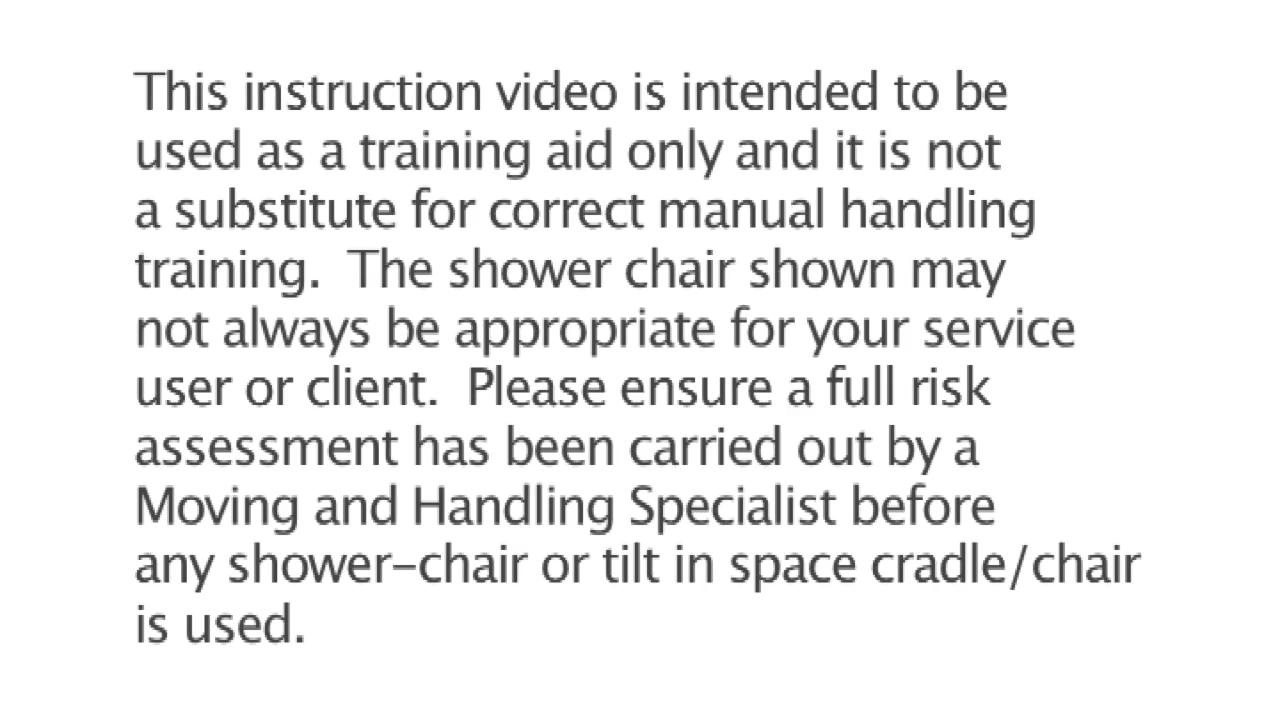 This instruction video is intended to be
used as a training aid only and it is not
a substitute for correct manual handling
training.  The shower chair shown may
not always be appropriate for your service
user or client.  Please ensure a full risk
assessment has been carried out by a
Moving and Handling Specialist before
any shower-chair or tilt in space cradle/chair
is used.